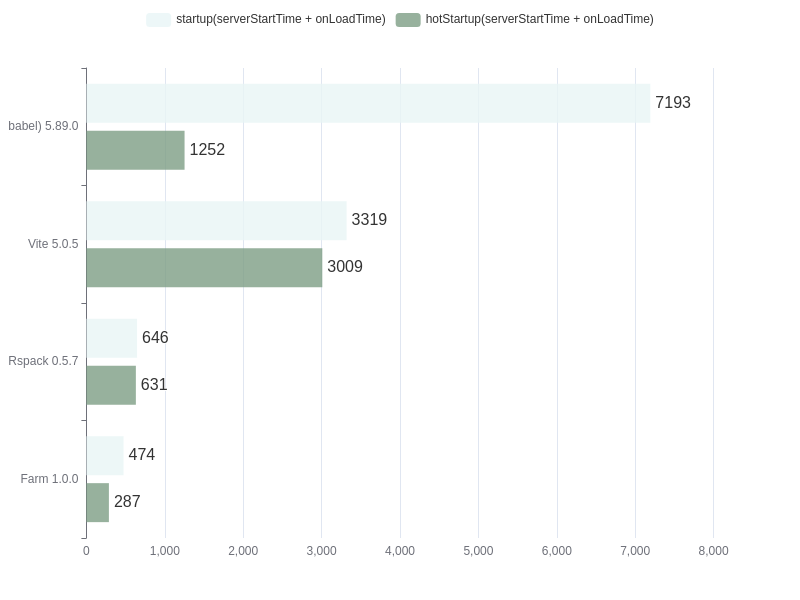 startup(serverStartTime + onLoadTime) hotStartup(serverStartTime + onLoadTime)
babel) 5.89.0
7193
1252
Vite 5.0.5
3319
3009
Rspack 0.5.7
646
631
Farm 1.0.0
474
287
0 1,000 2,000 3,000 4,000 5,000 6,000 7,000 8,000